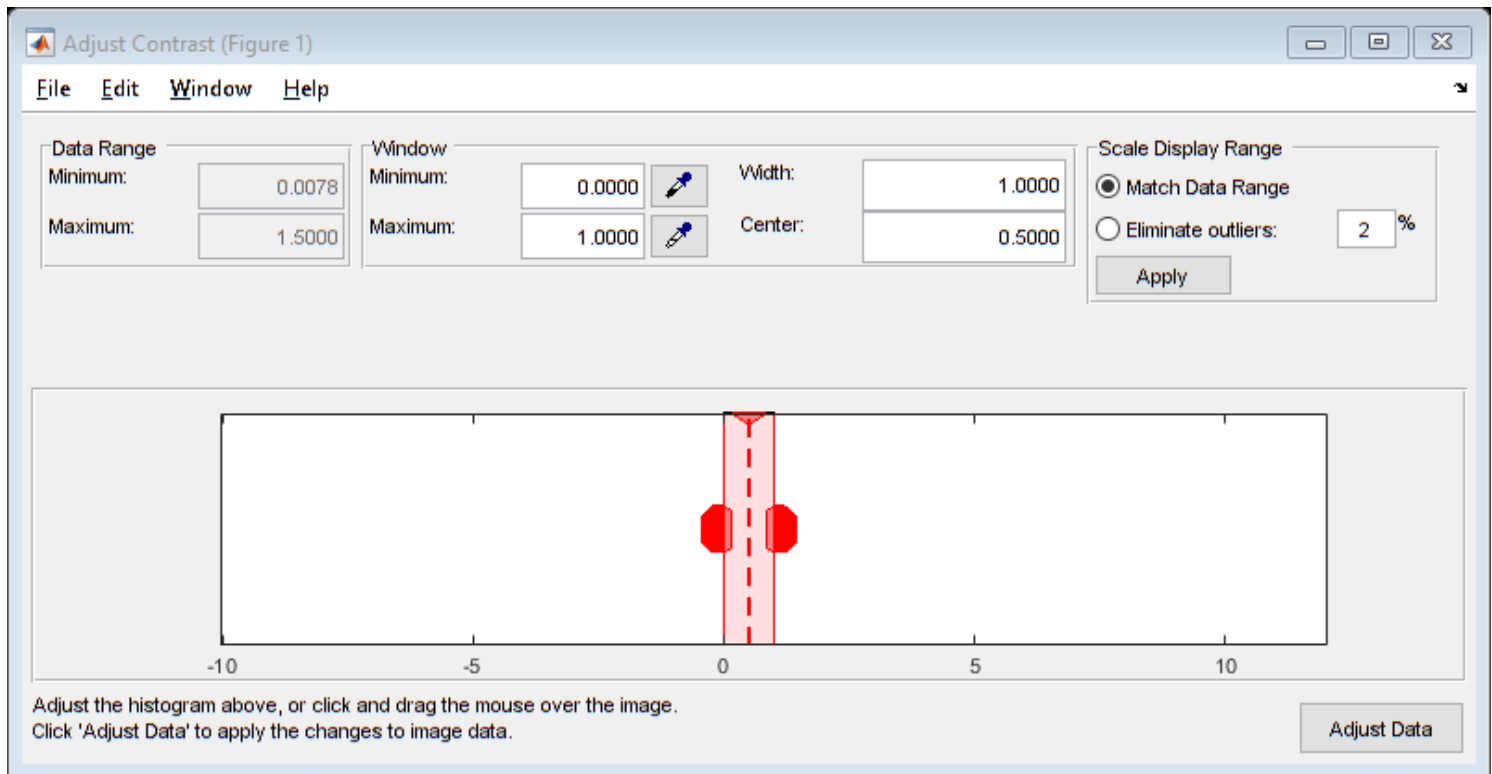 Adjust Contrast (Figure 1)
File Edit Window Help
Data Range
Minimum: 0.0078
Maximum: 1.5000
Window
Minimum: 0.0000
Maximum: 1.0000
Width: 1.0000
Center: 0.5000
Scale Display Range
Match Data Range
Eliminate outliers: 2 %
Apply
-10 -5 0 5 10
Adjust the histogram above, or click and drag the mouse over the image.
Click 'Adjust Data' to apply the changes to image data.
Adjust Data